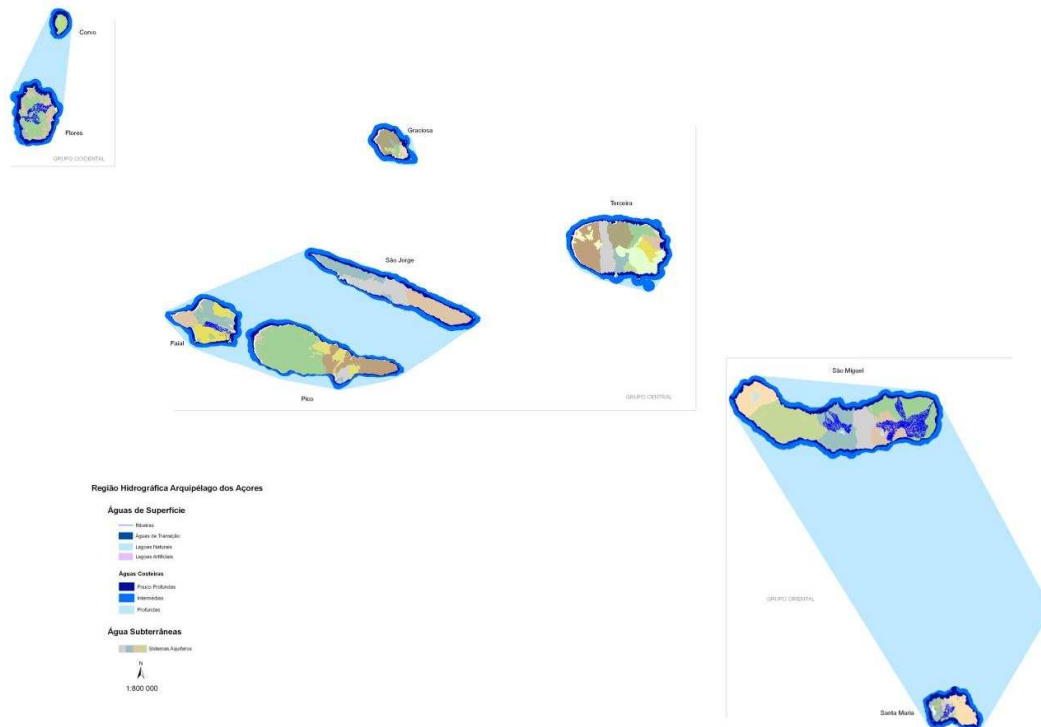 Corvo
Flores
GRUPO OCIDENTAL
Graciosa
Terceira
São Jorge
Faial
Pico
GRUPO CENTRAL
São Miguel
GRUPO ORIENTAL
Santa Maria
Região Hidrográfica Arquipélago dos Açores
Águas de Superfície
Ribeiras
Águas de Transição
Lagoas Naturais
Lagoas Artificiais
Águas Costeiras
Pouco Profundas
Intermédias
Profundas
Água Subterrâneas
Sistemas Aquíferos
N
1:800 000